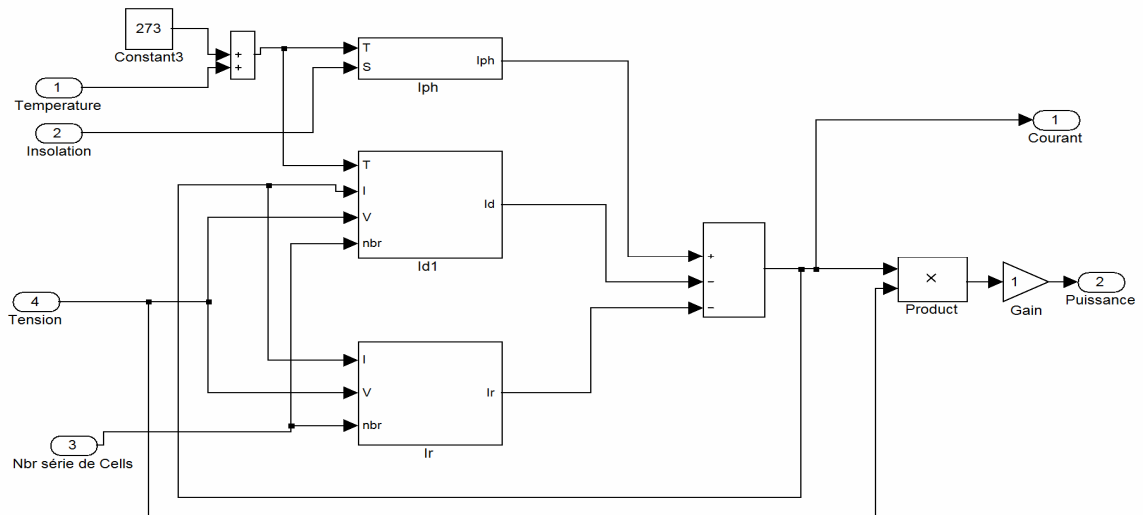 273
Constant3
+
+
1
Temperature
2
Insolation
T
S
Iph
Iph
T
I
V
nbr
Id
Id1
4
Tension
I
V
nbr
Ir
Ir
3
Nbr série de Cells
+
−
−
1
Courant
×
Product
1
Gain
2
Puissance